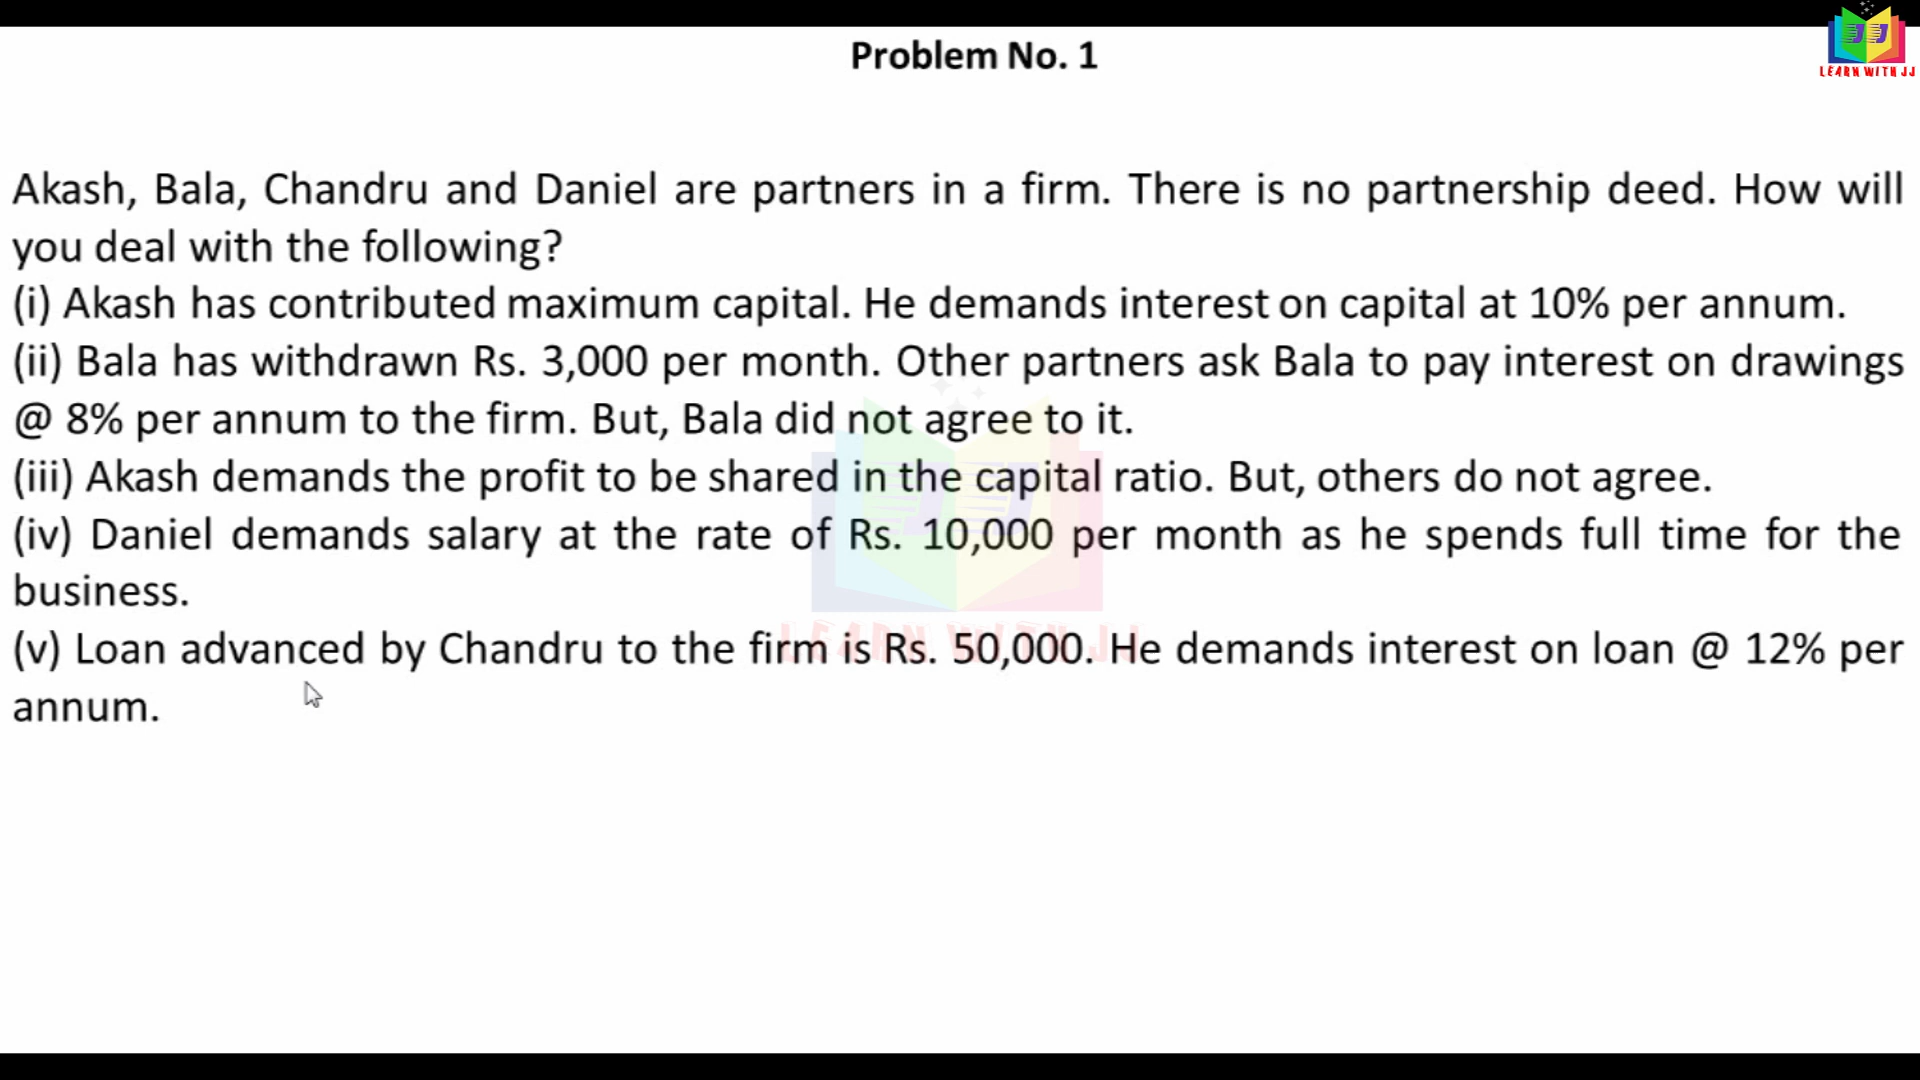 LEARN WITH JJ
Problem No. 1
Akash, Bala, Chandru and Daniel are partners in a firm. There is no partnership deed. How will
you deal with the following?
(i) Akash has contributed maximum capital. He demands interest on capital at 10% per annum.
(ii) Bala has withdrawn Rs. 3,000 per month. Other partners ask Bala to pay interest on drawings
@ 8% per annum to the firm. But, Bala did not agree to it.
(iii) Akash demands the profit to be shared in the capital ratio. But, others do not agree.
(iv) Daniel demands salary at the rate of Rs. 10,000 per month as he spends full time for the
business.
(v) Loan advanced by Chandru to the firm is Rs. 50,000. He demands interest on loan @ 12% per
annum.
LEARN WITH JJ